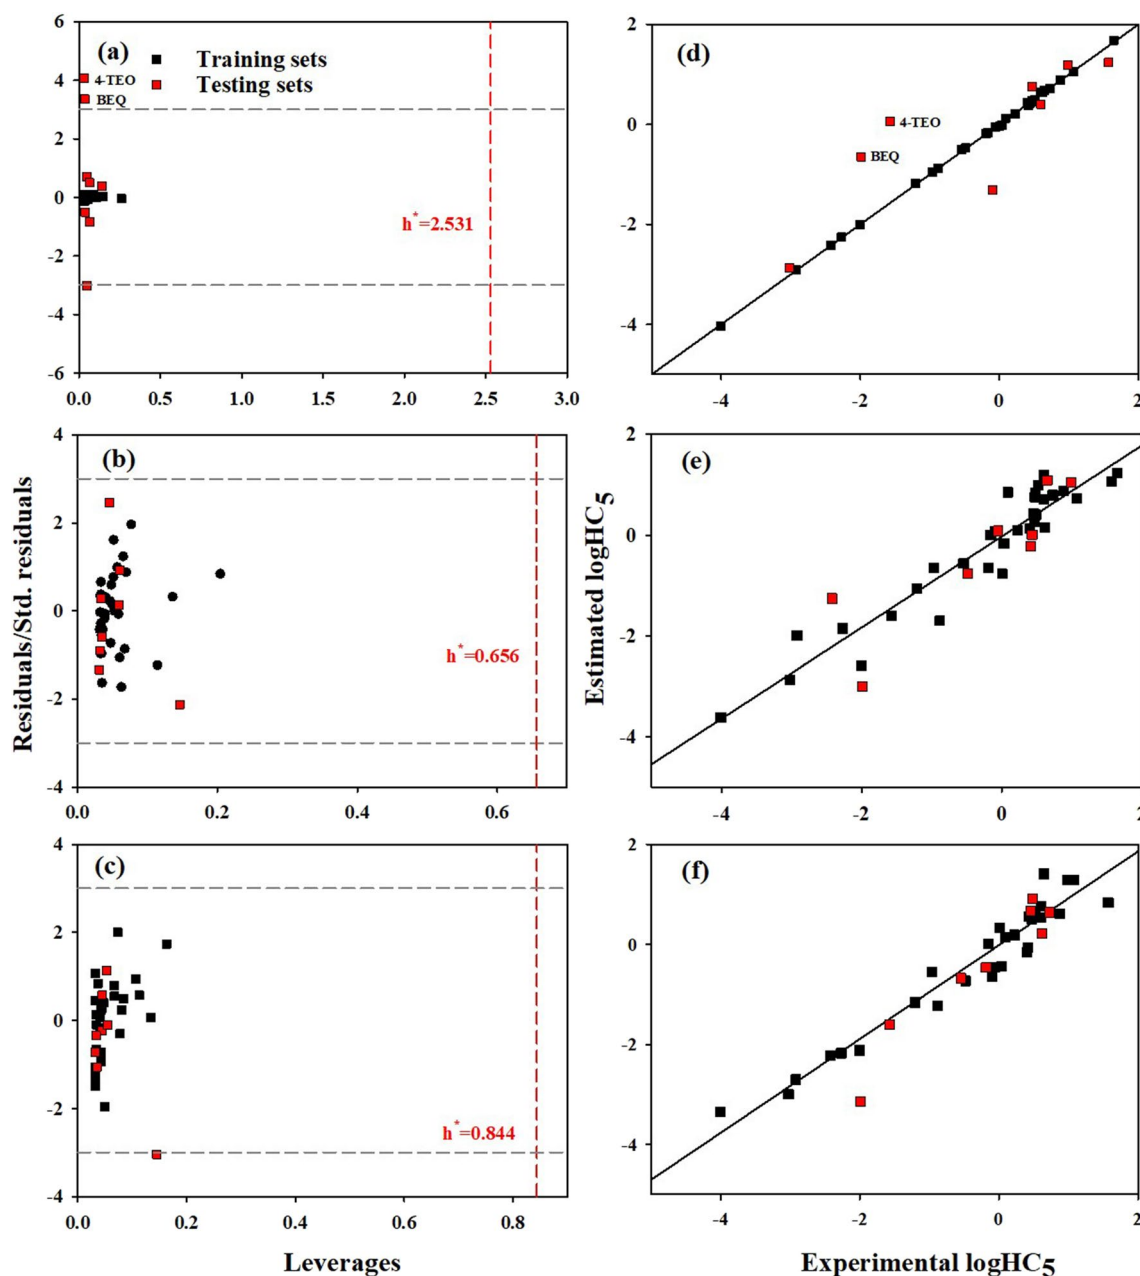 (a)
Training sets
Testing sets
4-TEO
BEQ
h*=2.531
6
4
2
0
-2
-4
-6
0.0 0.5 1.0 1.5 2.0 2.5 3.0
(d)
4-TEO
BEQ
2
0
-2
-4
-4 -2 0 2
(b)
h*=0.656
4
2
0
-2
-4
0.0 0.2 0.4 0.6
(e)
2
0
-2
-4
-4 -2 0 2
(c)
h*=0.844
4
2
0
-2
-4
0.0 0.2 0.4 0.6 0.8
(f)
2
0
-2
-4
-4 -2 0 2
Residuals/Std. residuals
Estimated logHC5
Leverages
Experimental logHC5